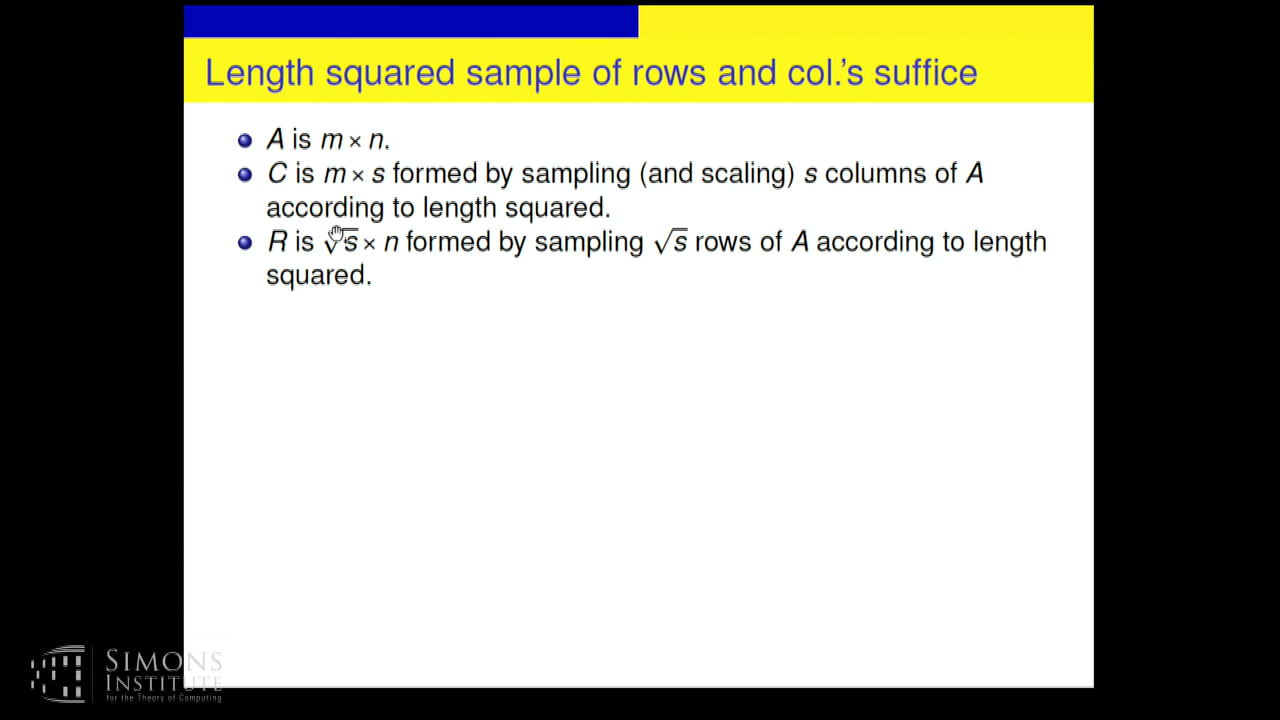 Length squared sample of rows and col.'s suffice
A is m × n.
C is m × s formed by sampling (and scaling) s columns of A
according to length squared.
R is √s × n formed by sampling √s rows of A according to length
squared.
SIMONS
INSTITUTE
for the Theory of Computing